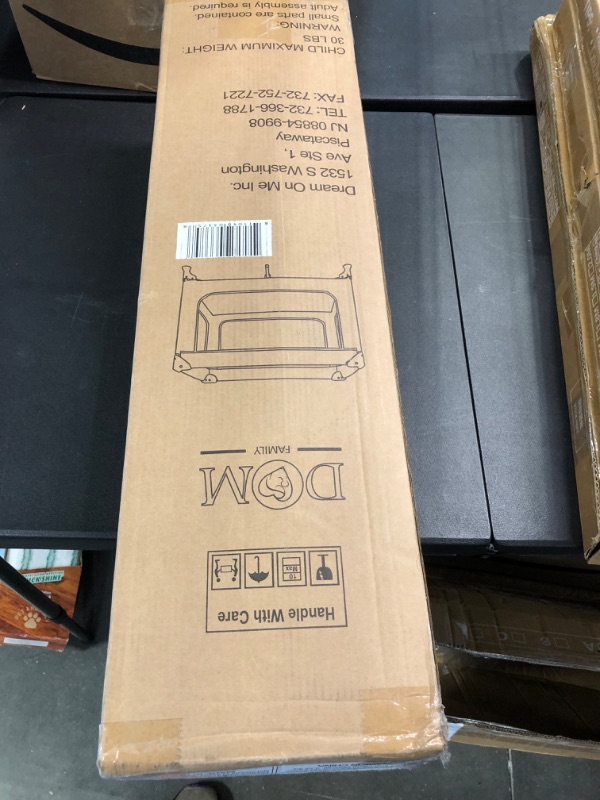 Handle With Care
10
Max
DOM
FAMILY
Dream On Me Inc.
1532 S Washington
Ave Ste 1,
Piscataway
NJ 08854-9908
TEL: 732-366-1788
FAX: 732-752-7221
CHILD MAXIMUM WEIGHT:
30 LBS
WARNING:
Small parts are contained.
Adult assembly is required.